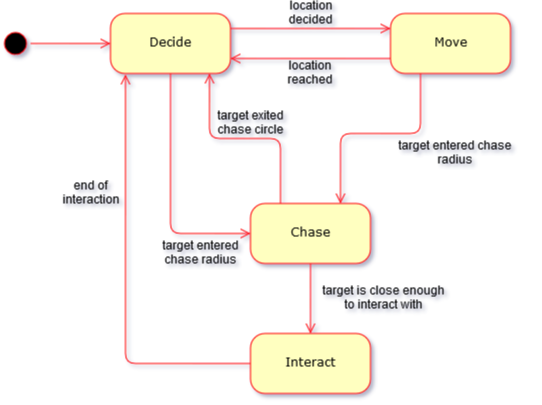 location
decided
Decide
Move
location
reached
target exited
chase circle
target entered chase
radius
end of
interaction
Chase
target entered
chase radius
target is close enough
to interact with
Interact